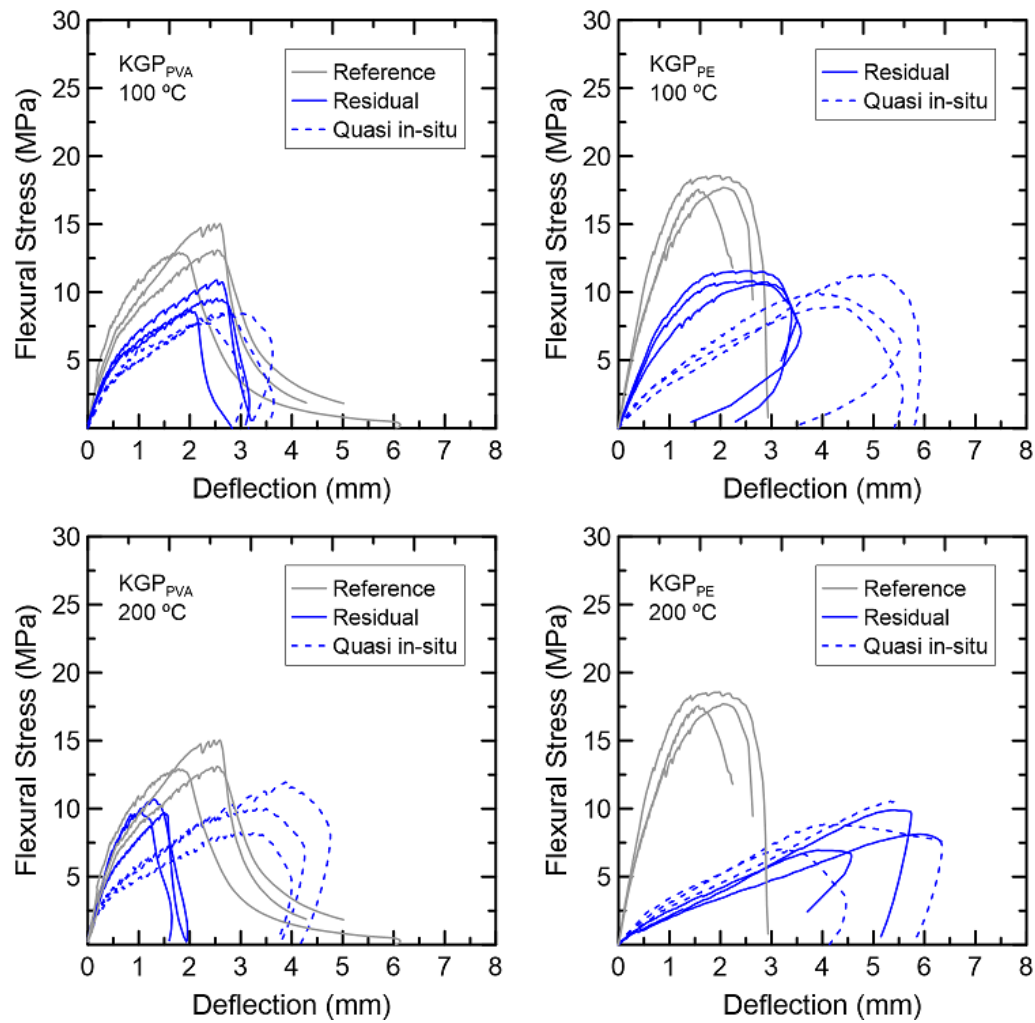 KGPPVA
100 ºC
Reference
Residual
Quasi in-situ
Flexural Stress (MPa)
30
25
20
15
10
5
0 1 2 3 4 5 6 7 8
Deflection (mm)
KGPPE
100 ºC
Residual
Quasi in-situ
Flexural Stress (MPa)
30
25
20
15
10
5
0 1 2 3 4 5 6 7 8
Deflection (mm)
KGPPVA
200 ºC
Reference
Residual
Quasi in-situ
Flexural Stress (MPa)
30
25
20
15
10
5
0 1 2 3 4 5 6 7 8
Deflection (mm)
KGPPE
200 ºC
Reference
Residual
Quasi in-situ
Flexural Stress (MPa)
30
25
20
15
10
5
0 1 2 3 4 5 6 7 8
Deflection (mm)